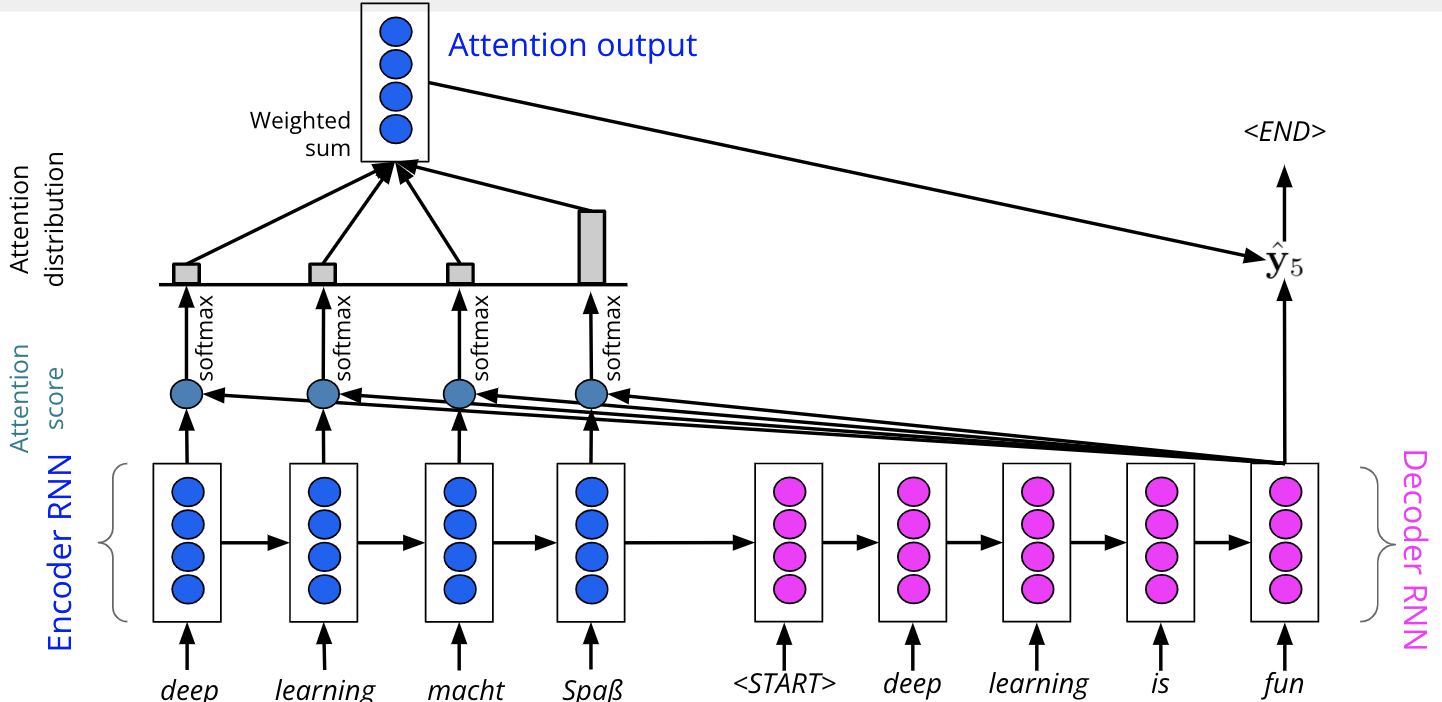 Attention output
Weighted
sum
<END>
Attention
distribution
ŷ5
softmax
softmax
softmax
softmax
Attention
score
Encoder RNN
Decoder RNN
deep
learning
macht
Spaß
<START>
deep
learning
is
fun